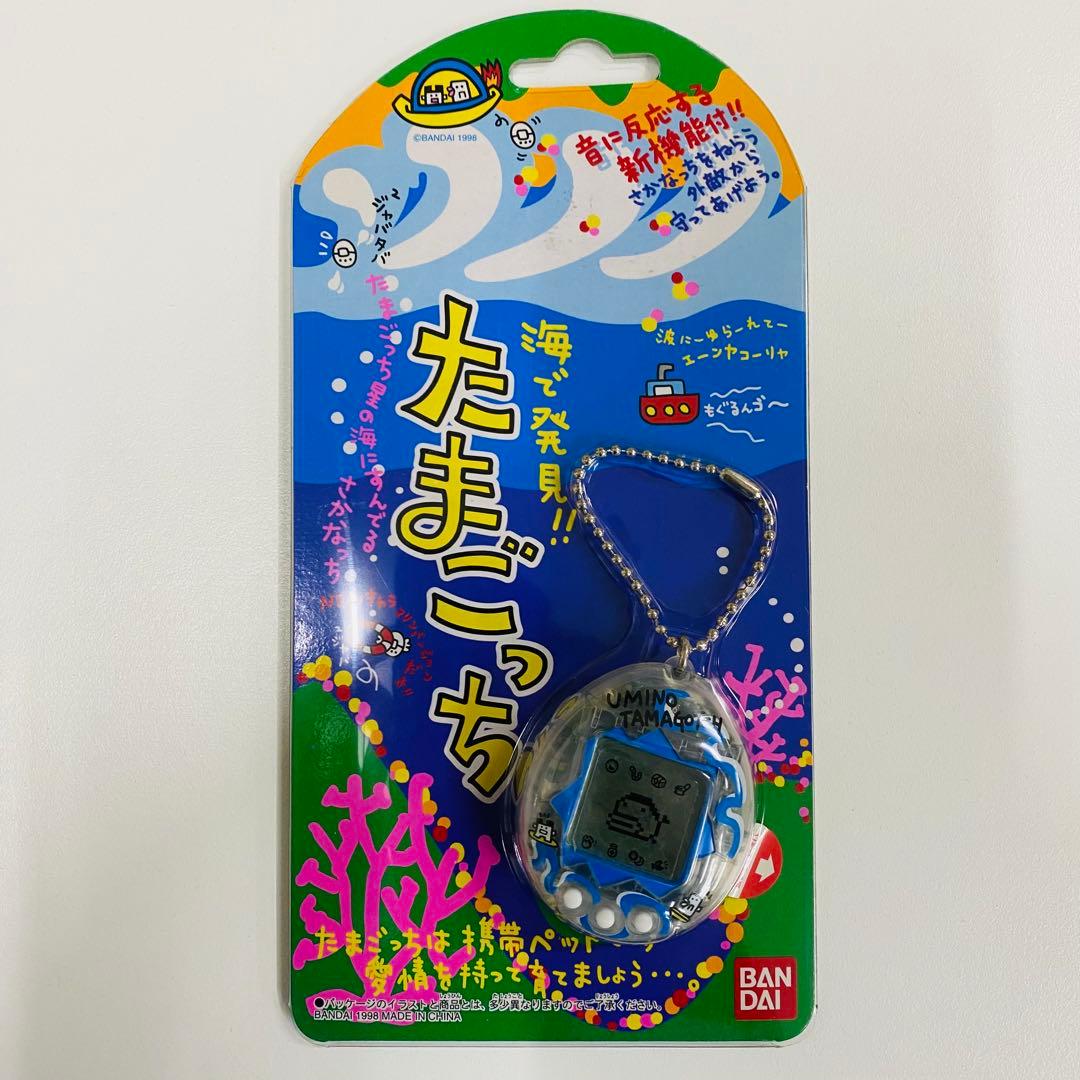 ©BANDAI 1998
音に反応する
新機能付!!
さかなっちをねらう
外敵から
守ってあげよう。
ジャバタバ
海で発見!!
たまごっち
たまごっち星の海にすんでる
さかなっち
波にーゆらーれてー
エーンヤコーリャ
もぐるんゴ〜
UMINO
TAMAGOTCH
たまごっちは携帯ペット
愛情を持って育てましょう・・・。
●パッケージのイラストと商品とは、多少異なりますのでご了承ください。
BANDAI 1998 MADE IN CHINA
BAN
DAI